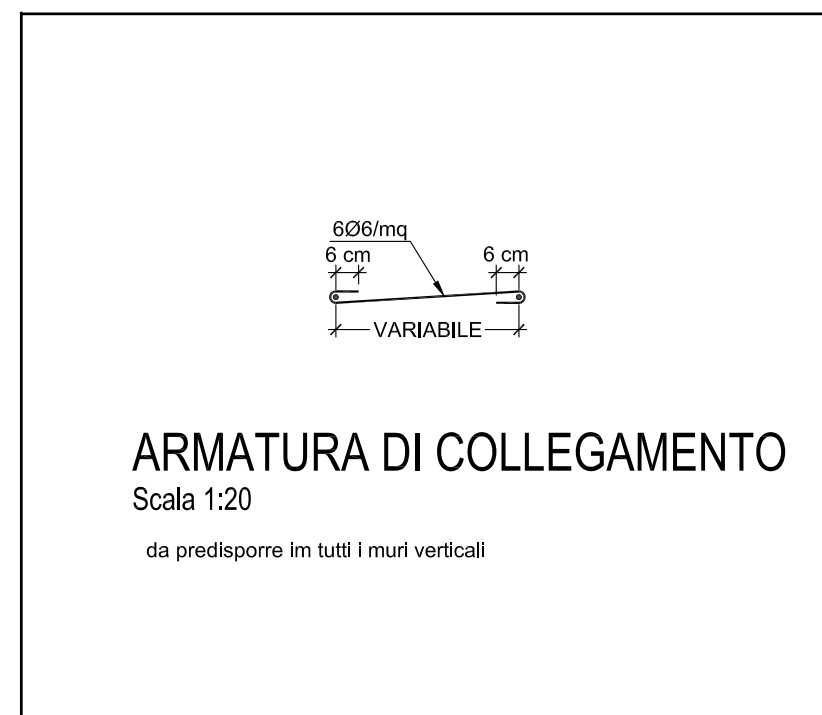 6Ø6/mq
6 cm
6 cm
VARIABILE
ARMATURA DI COLLEGAMENTO
Scala 1:20
da predisporre im tutti i muri verticali